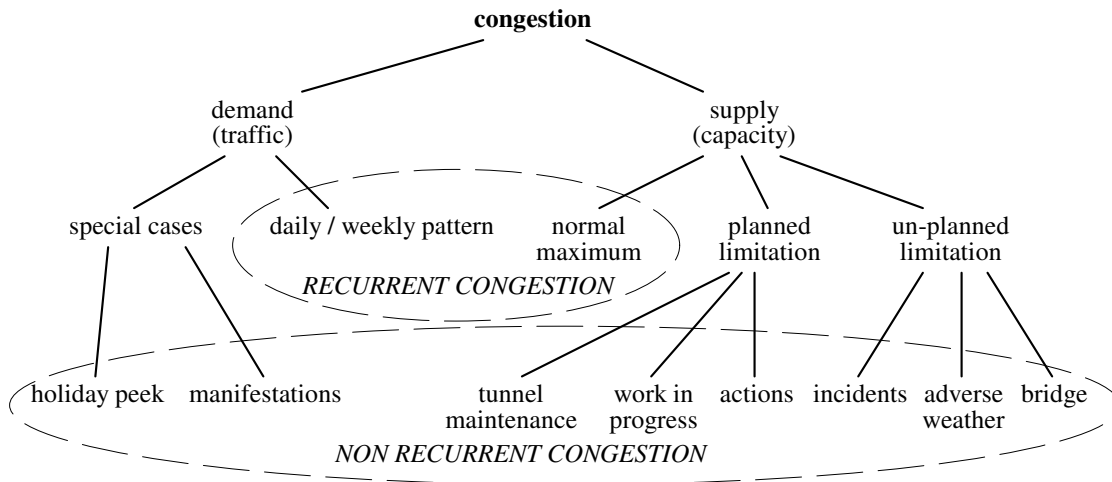 congestion
demand
(traffic)
supply
(capacity)
special cases
daily / weekly pattern
normal
maximum
planned
limitation
un-planned
limitation
RECURRENT CONGESTION
holiday peek
manifestations
tunnel
maintenance
work in
progress
actions
incidents
adverse
weather
bridge
NON RECURRENT CONGESTION